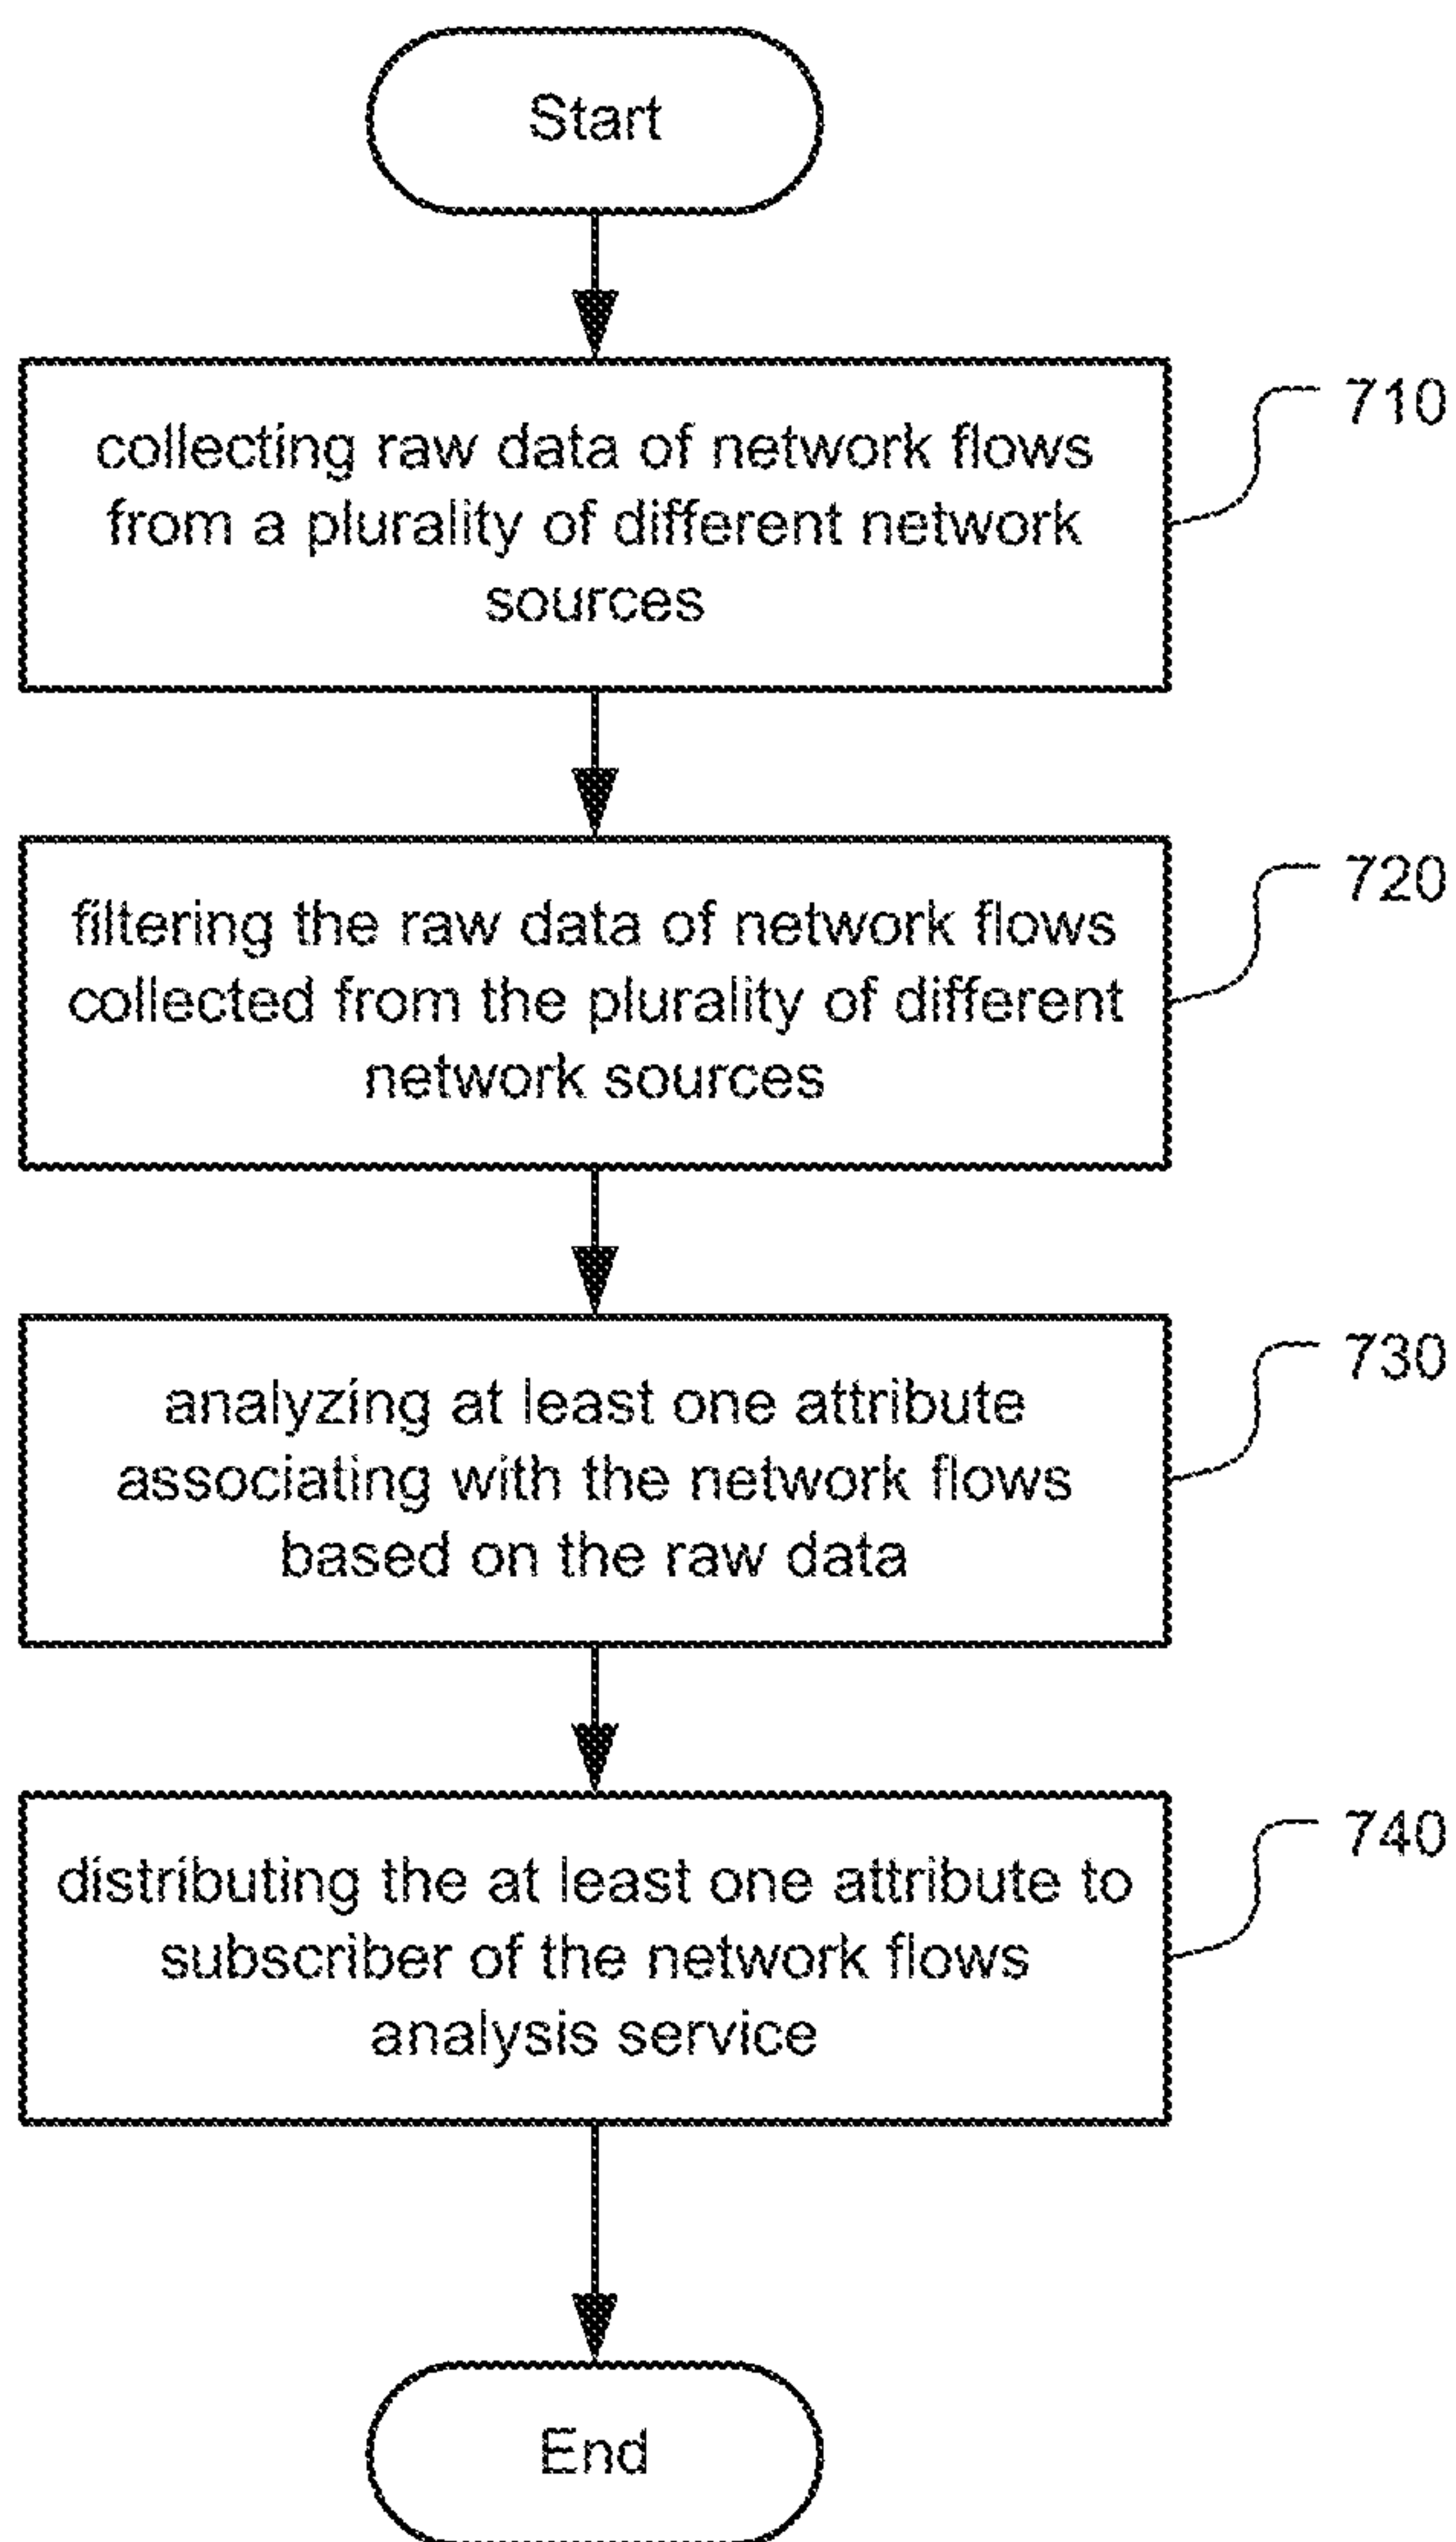 Start
collecting raw data of network flows
from a plurality of different network
sources
710
filtering the raw data of network flows
collected from the plurality of different
network sources
720
analyzing at least one attribute
associating with the network flows
based on the raw data
730
distributing the at least one attribute to
subscriber of the network flows
analysis service
740
End